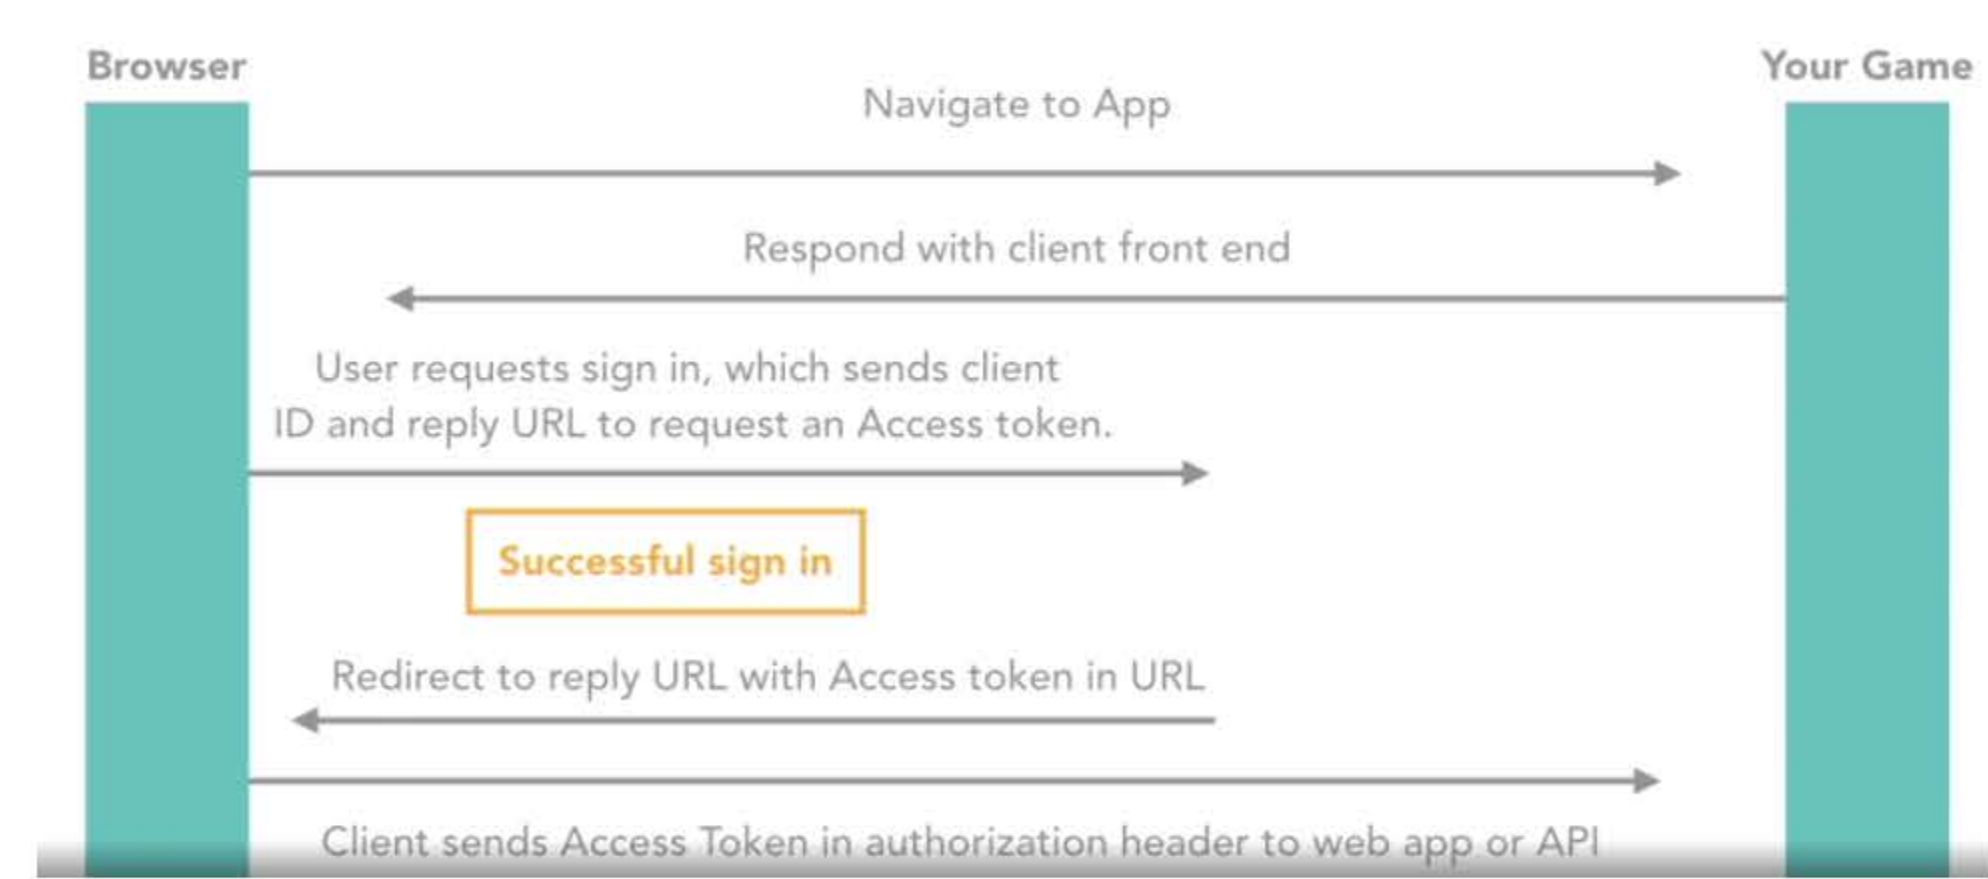 Browser
Your Game
Navigate to App
Respond with client front end
User requests sign in, which sends client
ID and reply URL to request an Access token.
Successful sign in
Redirect to reply URL with Access token in URL
Client sends Access Token in authorization header to web app or API